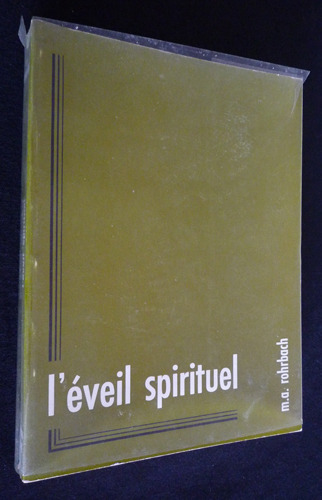 l'éveil spirituel
m.a. rohrbach